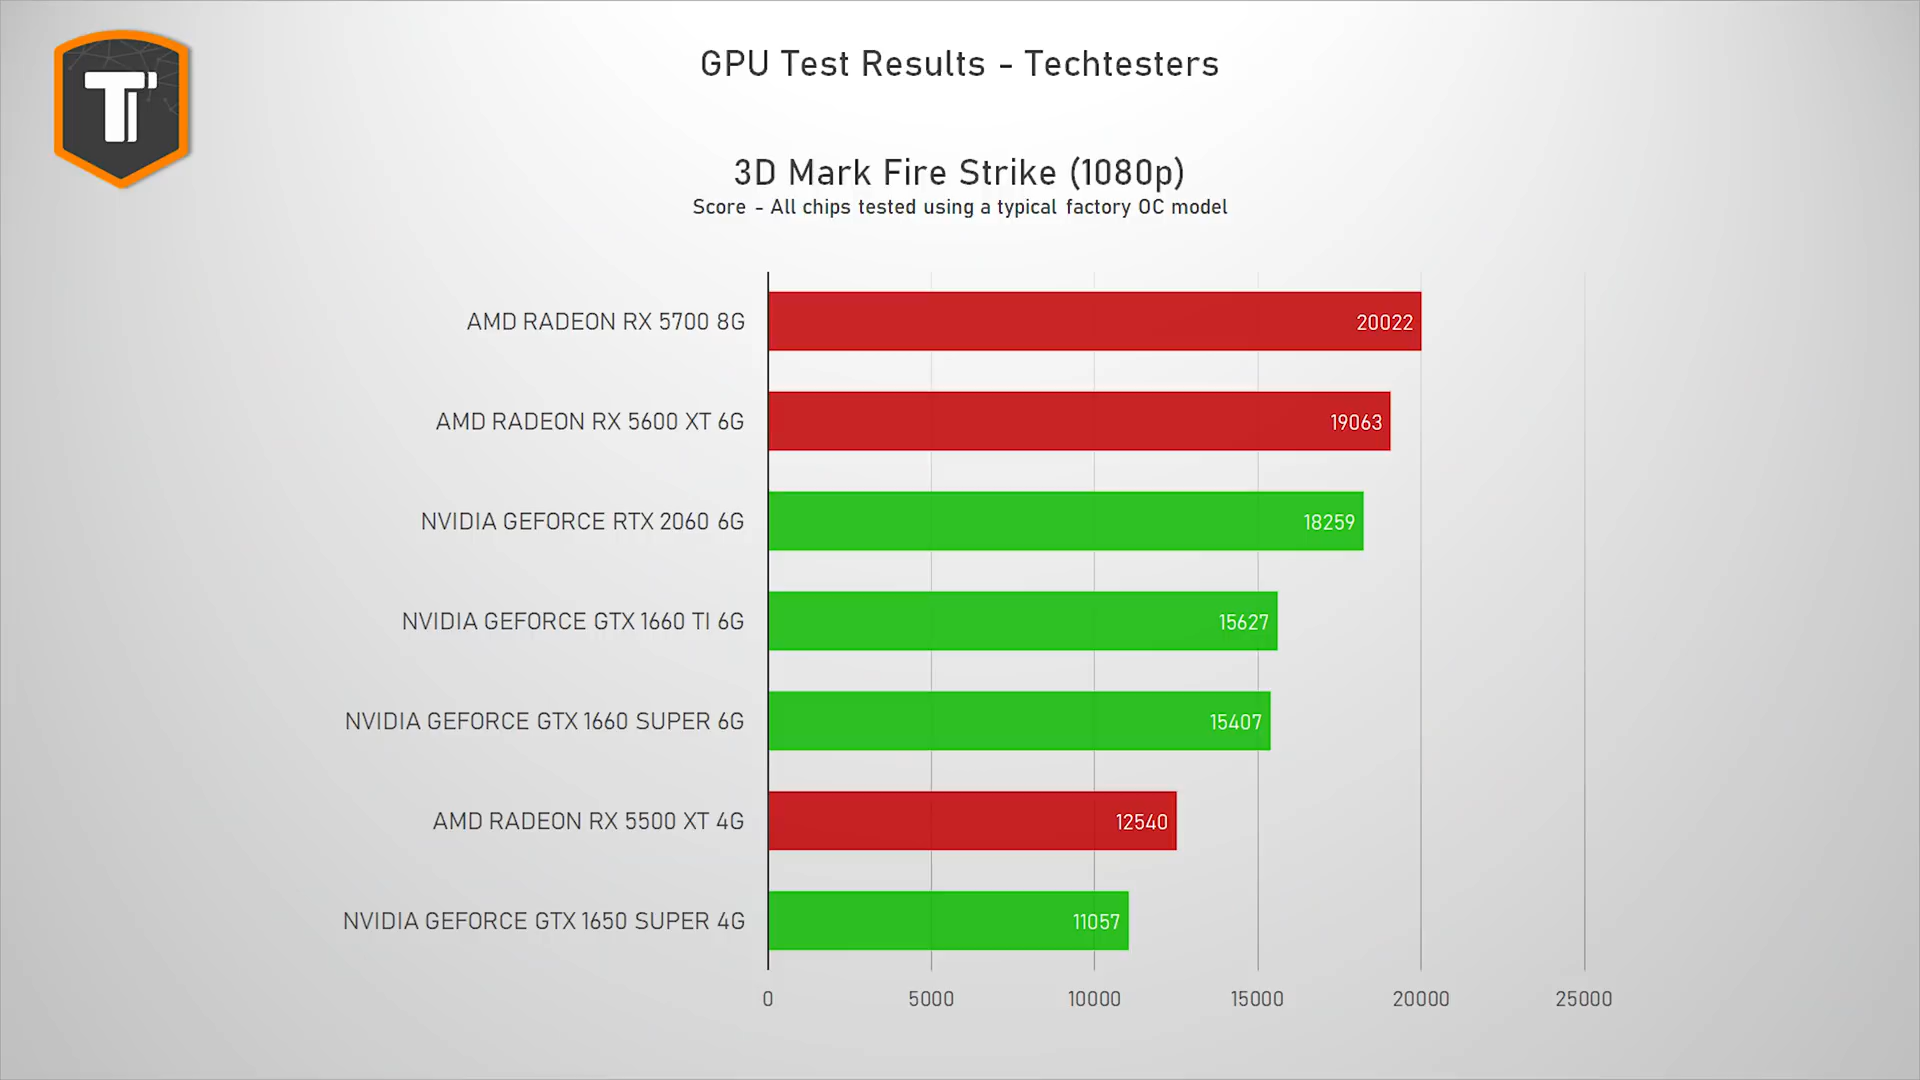 GPU Test Results - Techtesters
3D Mark Fire Strike (1080p)
Score - All chips tested using a typical factory OC model
AMD RADEON RX 5700 8G 20022
AMD RADEON RX 5600 XT 6G 19063
NVIDIA GEFORCE RTX 2060 6G 18259
NVIDIA GEFORCE GTX 1660 TI 6G 15627
NVIDIA GEFORCE GTX 1660 SUPER 6G 15407
AMD RADEON RX 5500 XT 4G 12540
NVIDIA GEFORCE GTX 1650 SUPER 4G 11057
0 5000 10000 15000 20000 25000